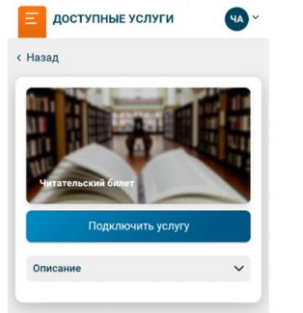 ДОСТУПНЫЕ УСЛУГИ
ЧА
‹ Назад
Читательский билет
Подключить услугу
Описание